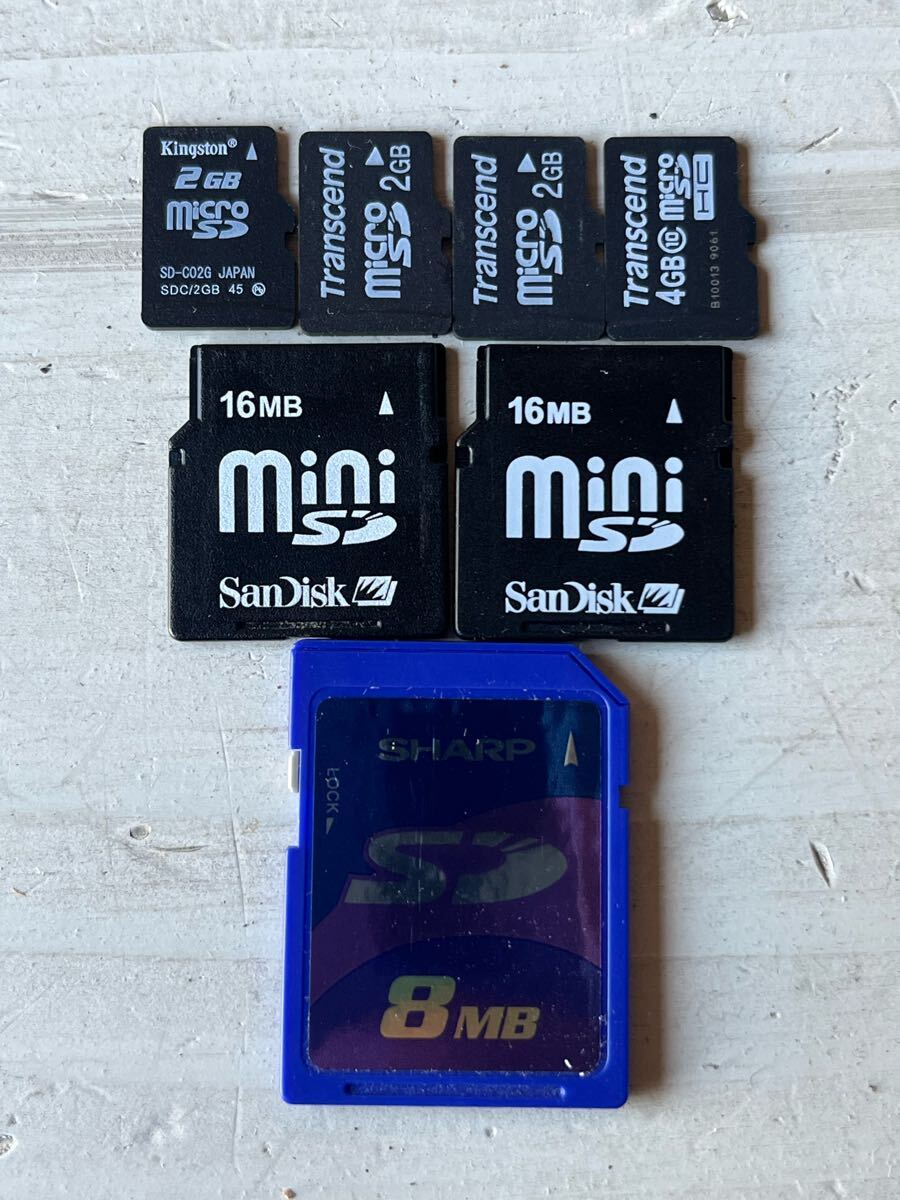 Kingston®
2GB
micro
SD
SD-C02G JAPAN
SDC/2GB 45
Transcend
micro SD 2GB
Transcend
micro SD 2GB
Transcend
4GB 10 micro SD HC
B10013 9061
16MB
mini
SD
SanDisk
16MB
mini
SD
SanDisk
SHARP
LOCK
SD
8MB